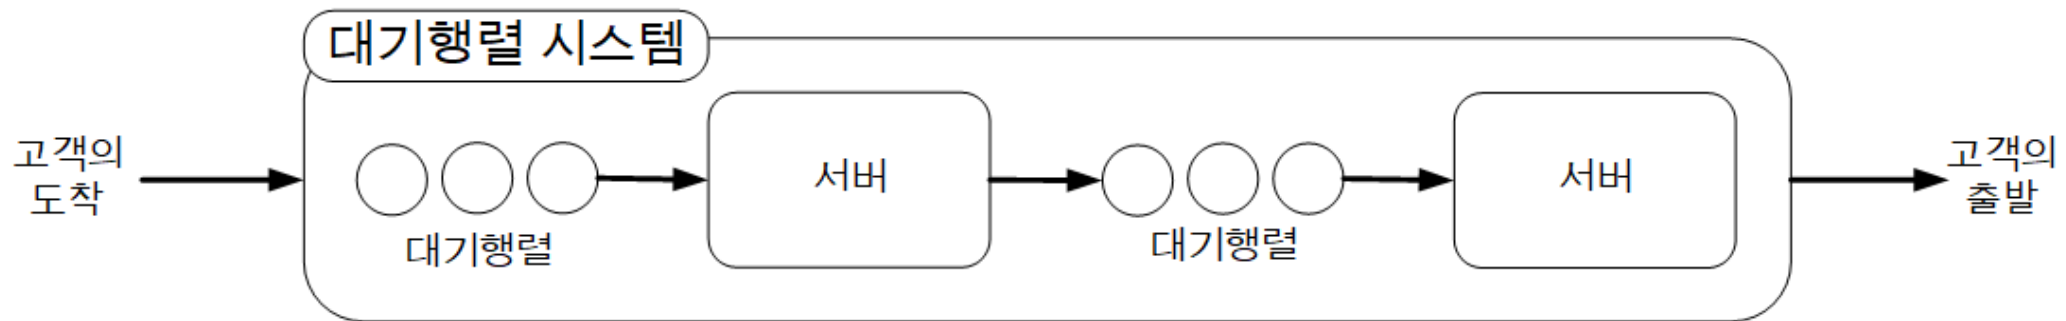 대기행렬 시스템
고객의
도착
대기행렬
서버
대기행렬
서버
고객의
출발